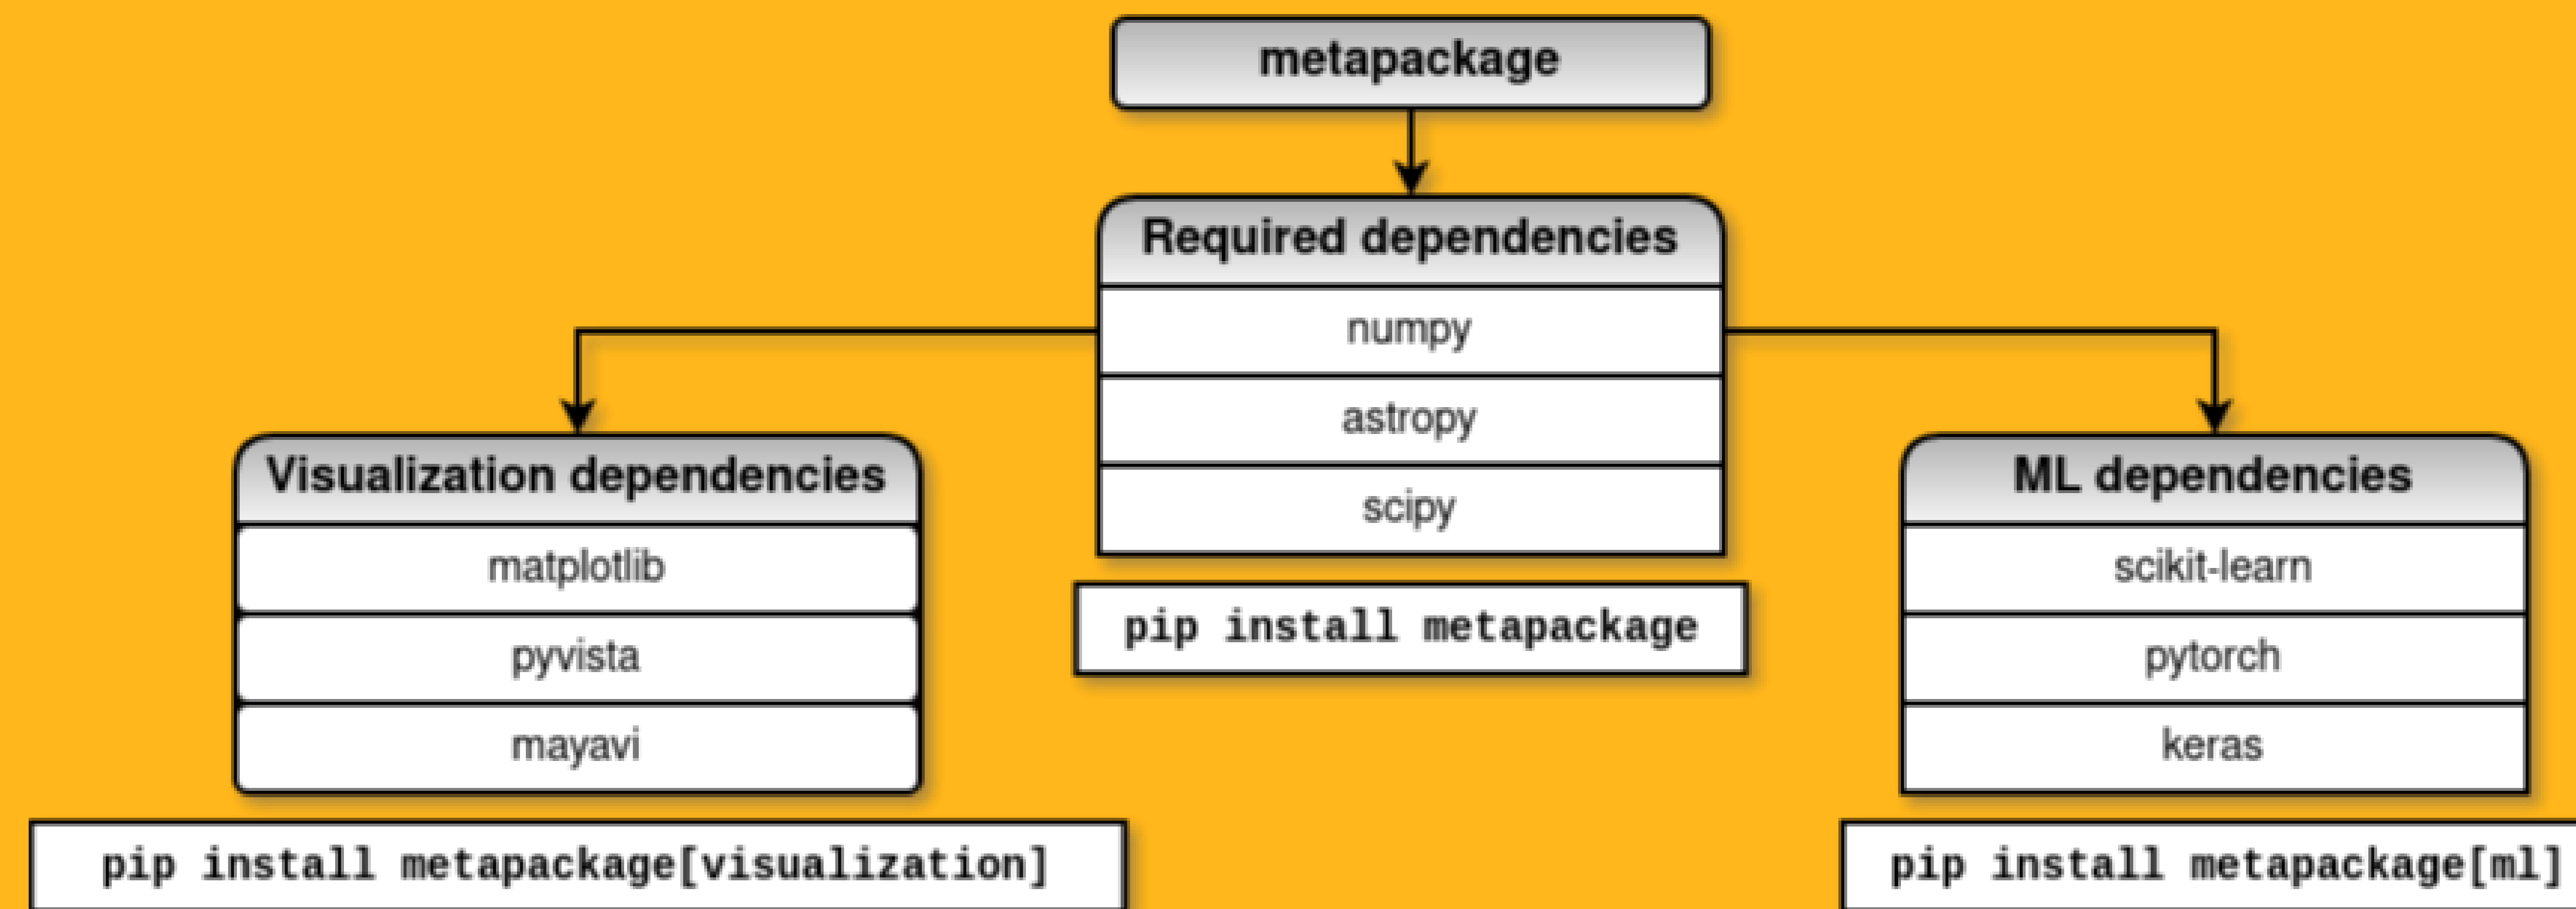 metapackage
Required dependencies
numpy
astropy
scipy
pip install metapackage
Visualization dependencies
matplotlib
pyvista
mayavi
pip install metapackage[visualization]
ML dependencies
scikit-learn
pytorch
keras
pip install metapackage[ml]